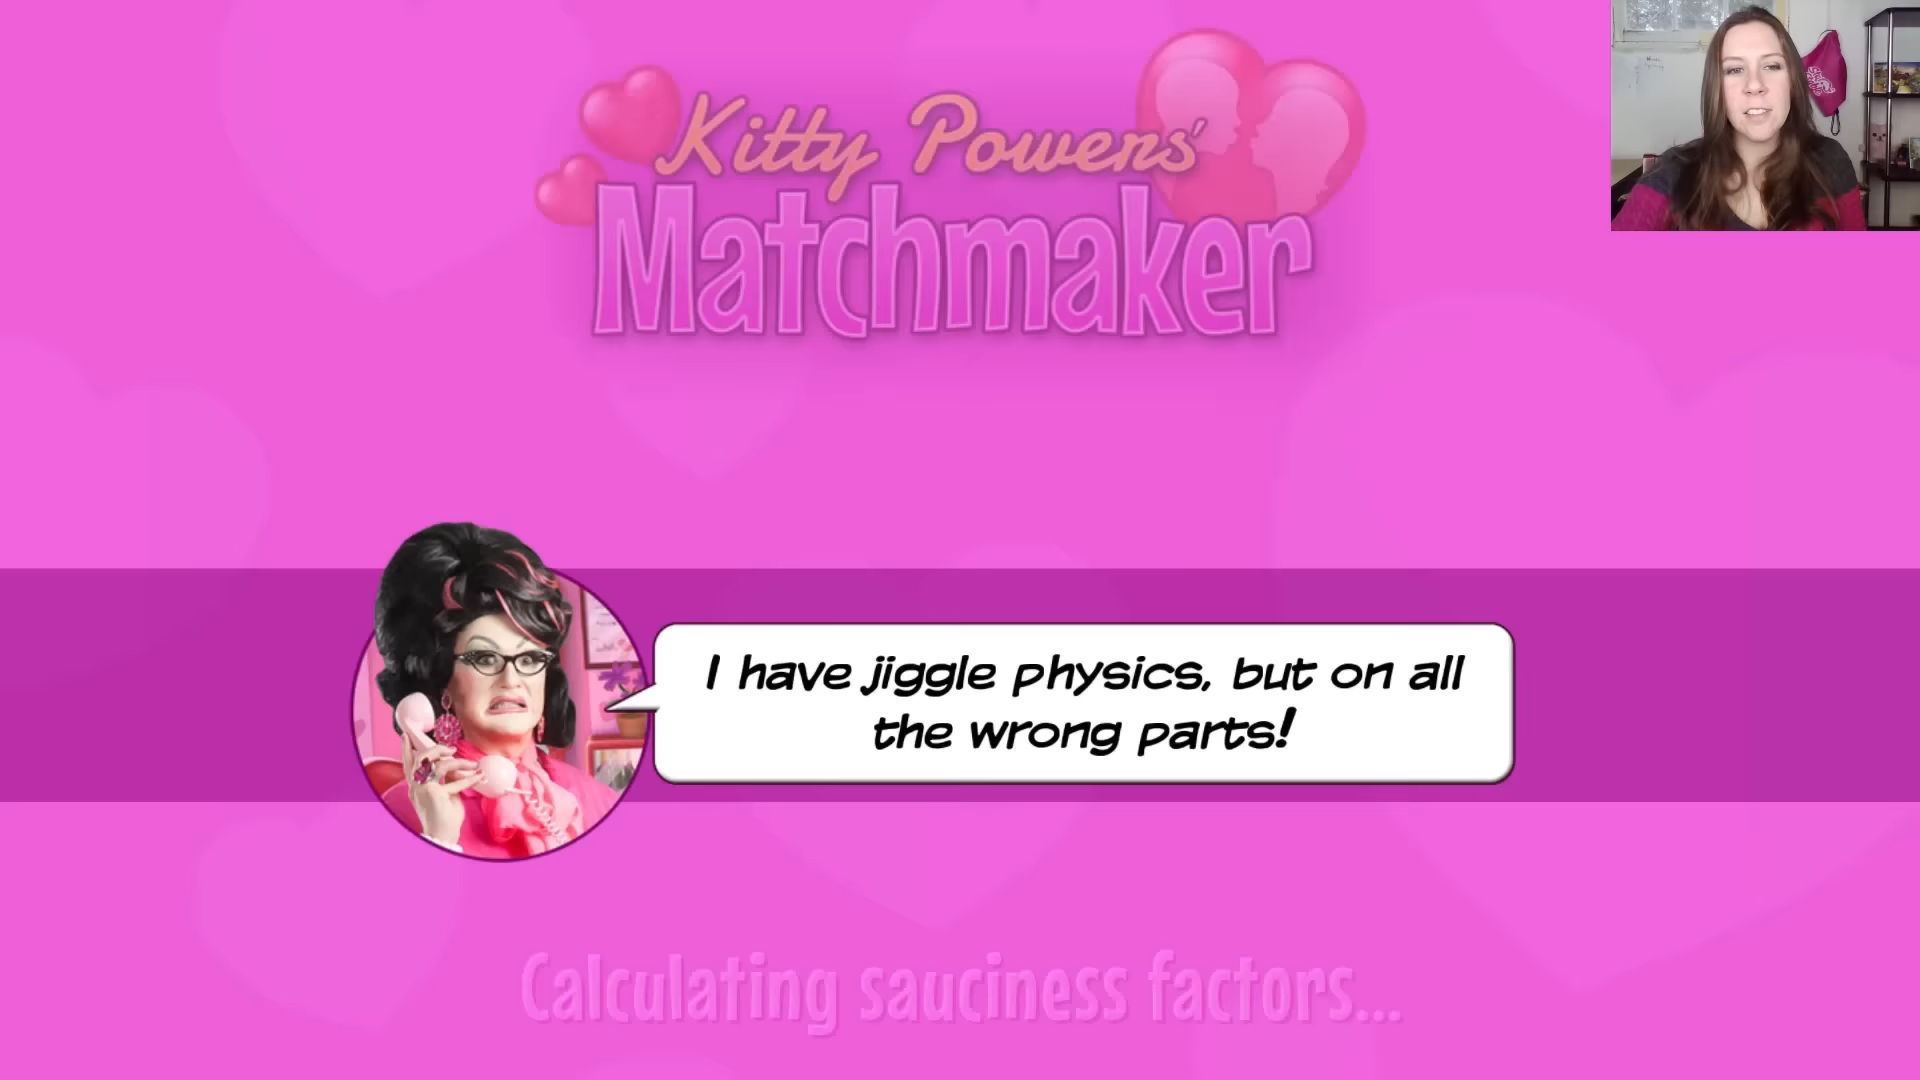 Kitty Powers'
Matchmaker
I have jiggle physics, but on all
the wrong parts!
Calculating sauciness factors...